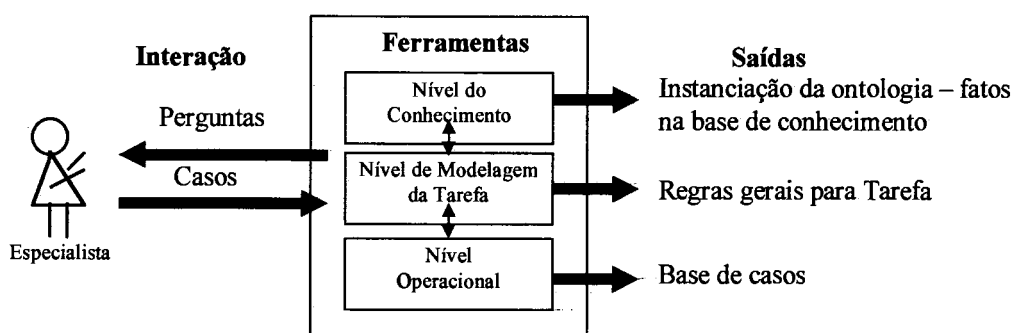 Interação
Perguntas
Casos
Especialista
Ferramentas
Nível do
Conhecimento
Nível de Modelagem
da Tarefa
Nível
Operacional
Saídas
Instanciação da ontologia – fatos
na base de conhecimento
Regras gerais para Tarefa
Base de casos